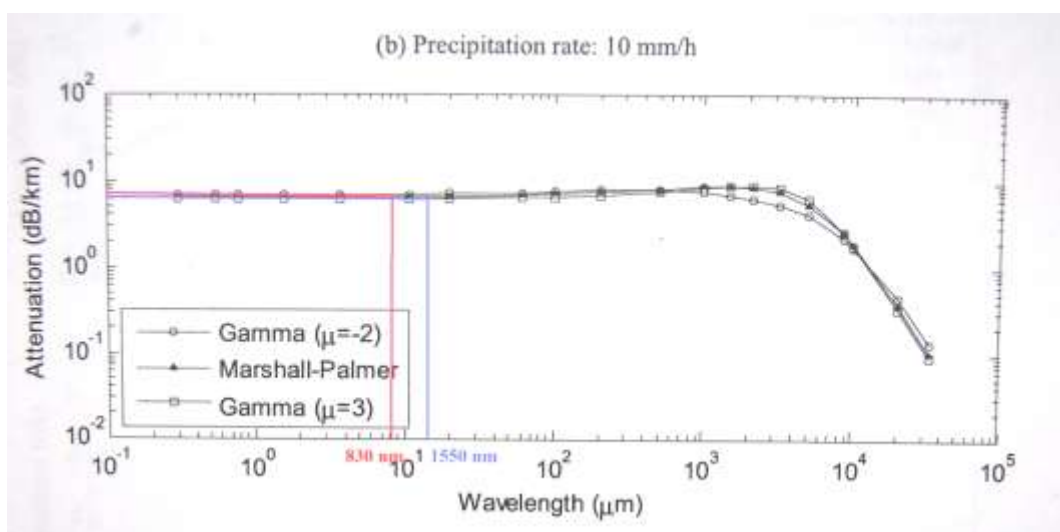 (b) Precipitation rate: 10 mm/h
Attenuation (dB/km)
10^2
10^1
10^0
10^-1
10^-2
Gamma (μ=-2)
Marshall-Palmer
Gamma (μ=3)
830 nm
1550 nm
10^-1
10^0
10^1
10^2
10^3
10^4
10^5
Wavelength (μm)